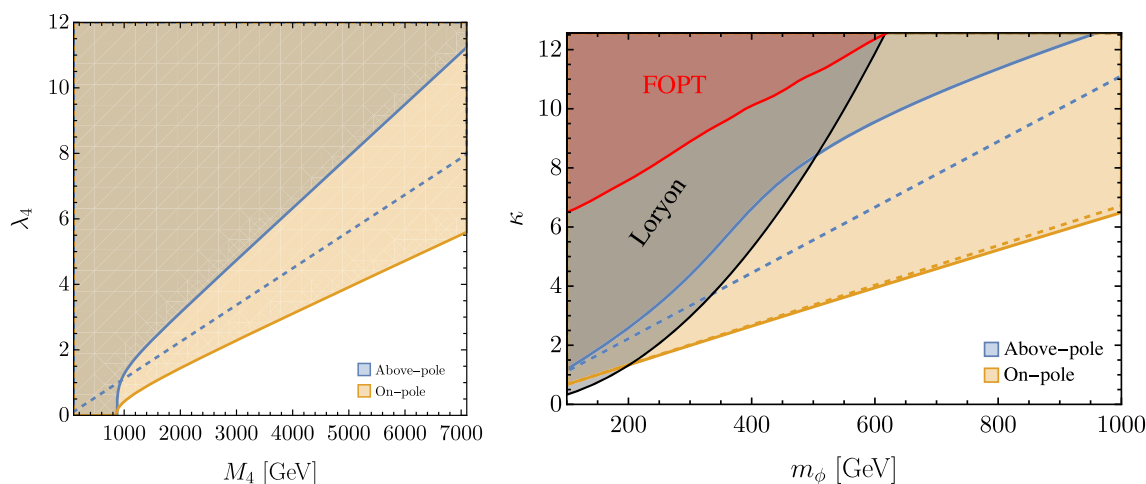 12
10
8
6
4
2
0
λ₄
1000 2000 3000 4000 5000 6000 7000
M₄ [GeV]
Above-pole
On-pole
12
10
8
6
4
2
0
κ
FOPT
Loryon
200 400 600 800 1000
m_ϕ [GeV]
Above-pole
On-pole